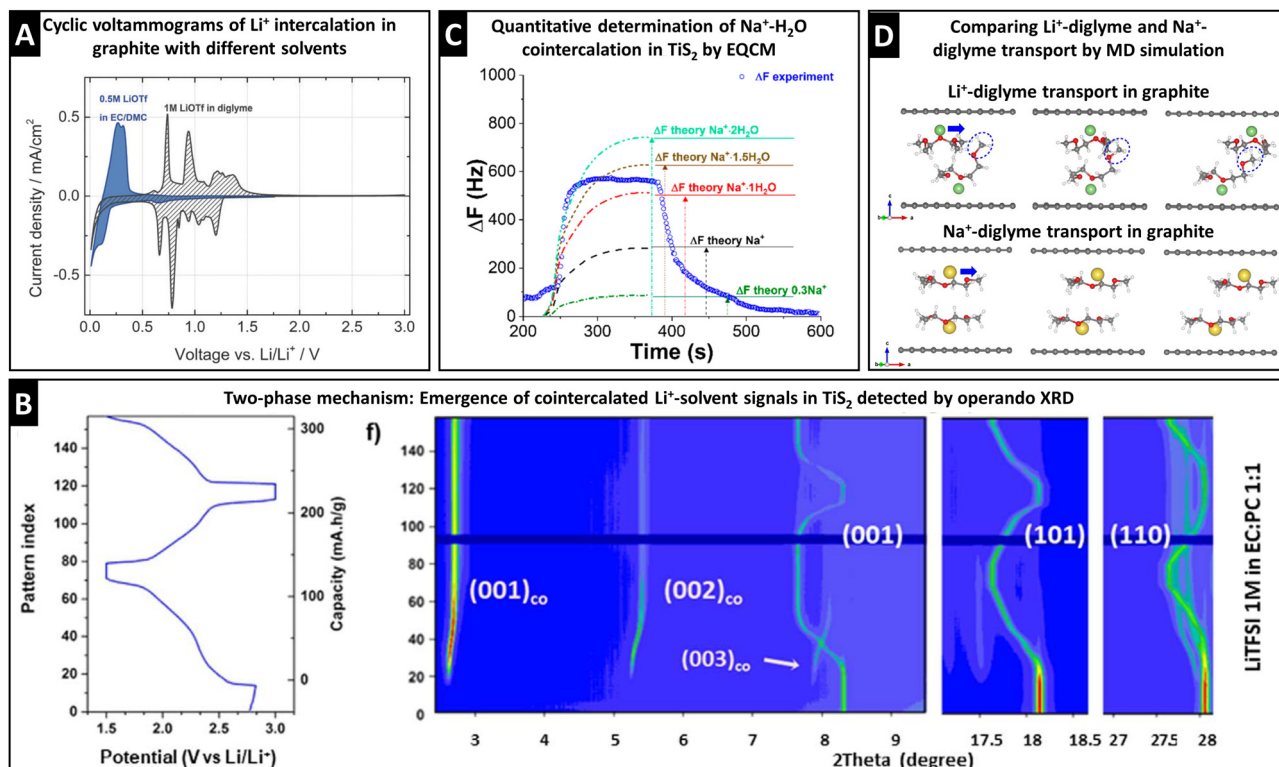 A
Cyclic voltammograms of Li⁺ intercalation in
graphite with different solvents
0.5M LiOTf
in EC/DMC
1M LiOTf in diglyme
Current density / mA/cm²
0.5
0.0
-0.5
0.0 0.5 1.0 1.5 2.0 2.5 3.0
Voltage vs. Li/Li⁺ / V
C
Quantitative determination of Na⁺-H₂O
cointercalation in TiS₂ by EQCM
ΔF experiment
ΔF theory Na⁺·2H₂O
ΔF theory Na⁺·1.5H₂O
ΔF theory Na⁺·1H₂O
ΔF theory Na⁺
ΔF theory 0.3Na⁺
ΔF (Hz)
1000
800
600
400
200
0
200 300 400 500 600
Time (s)
D
Comparing Li⁺-diglyme and Na⁺-
diglyme transport by MD simulation
Li⁺-diglyme transport in graphite
c
b a
Na⁺-diglyme transport in graphite
c
b a
B
Two-phase mechanism: Emergence of cointercalated Li⁺-solvent signals in TiS₂ detected by operando XRD
Pattern index
140
120
100
80
60
40
20
0
1.5 2.0 2.5 3.0
Potential (V vs Li/Li⁺)
300
200
100
0
Capacity (mA.h/g)
f)
140
120
100
80
60
40
20
0
(001)co
(002)co
(003)co
(001)
(101)
(110)
3 4 5 6 7 8 9
17.5 18 18.5
27 27.5 28
2Theta (degree)
LiTFSI 1M in EC:PC 1:1